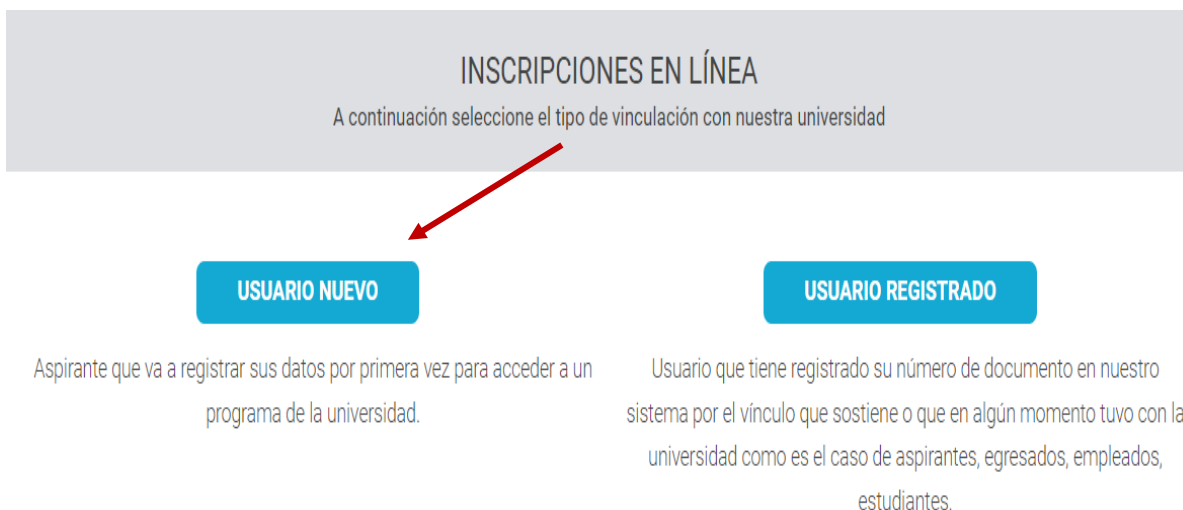 INSCRIPCIONES EN LÍNEA
A continuación seleccione el tipo de vinculación con nuestra universidad
USUARIO NUEVO
Aspirante que va a registrar sus datos por primera vez para acceder a un
programa de la universidad.
USUARIO REGISTRADO
Usuario que tiene registrado su número de documento en nuestro
sistema por el vínculo que sostiene o que en algún momento tuvo con la
universidad como es el caso de aspirantes, egresados, empleados,
estudiantes.